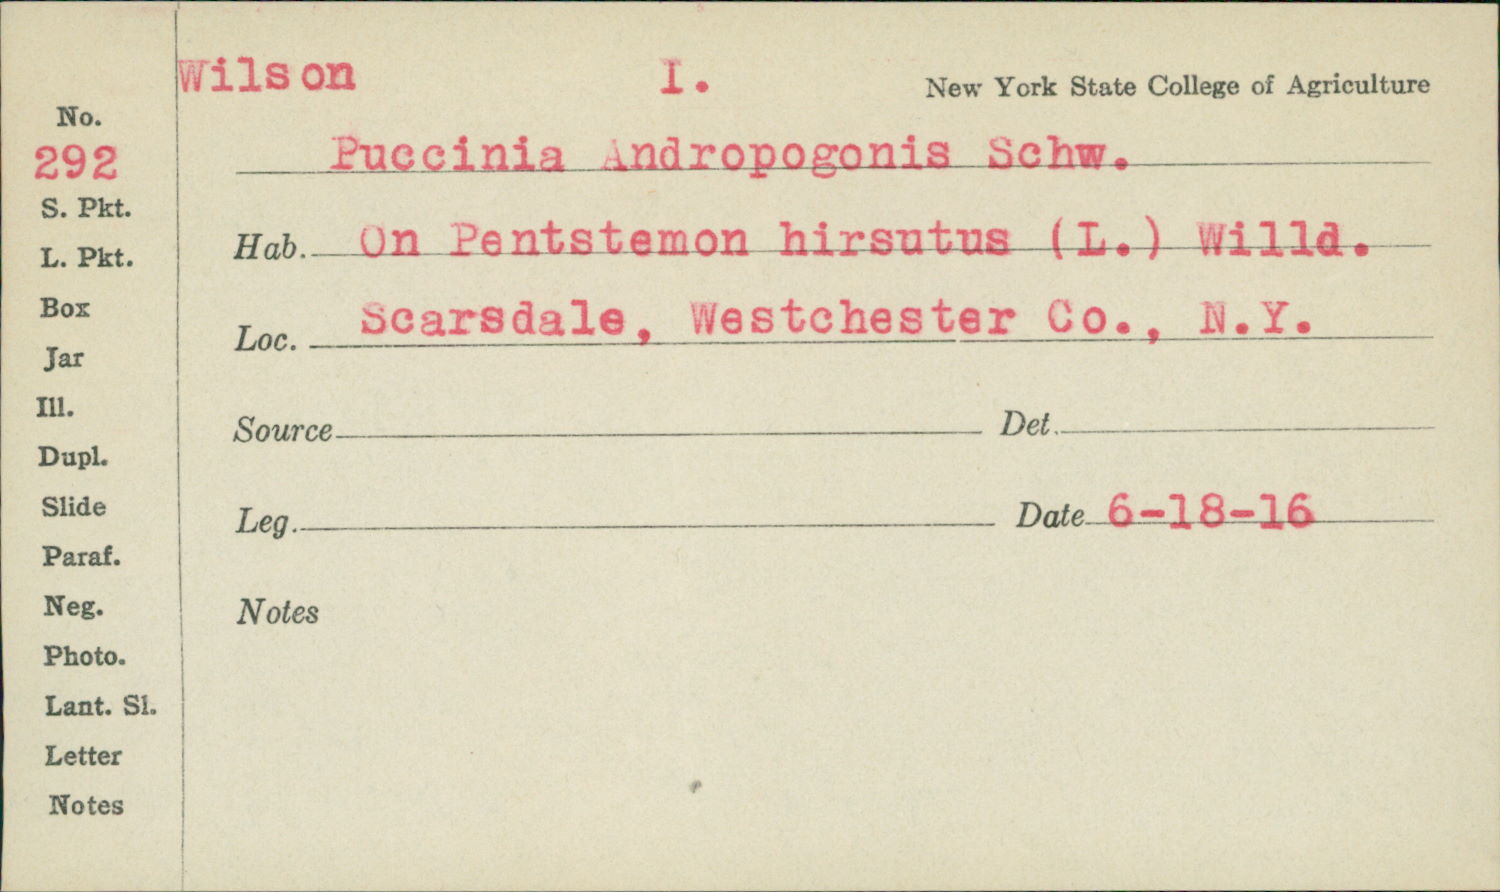 Wilson I. New York State College of Agriculture
No.
292
Puccinia Andropogonis Schw.
S. Pkt.
Hab. On Pentstemon hirsutus (L.) Willd.
L. Pkt.
Box
Loc. Scarsdale, Westchester Co., N.Y.
Jar
Ill.
Source Det.
Dupl.
Slide
Leg. Date 6-18-16
Paraf.
Neg.
Notes
Photo.
Lant. Sl.
Letter
Notes